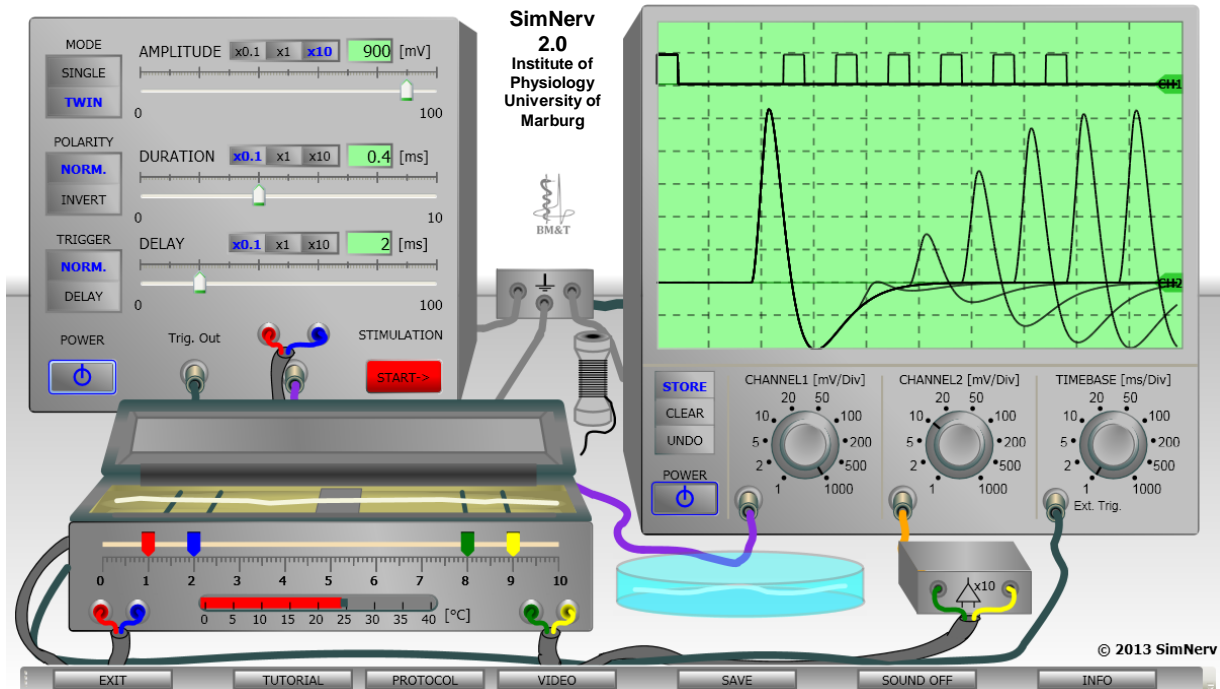 MODE
SINGLE
TWIN
AMPLITUDE x0.1 x1 x10 900 [mV]
0 100
POLARITY
NORM.
INVERT
DURATION x0.1 x1 x10 0.4 [ms]
0 10
TRIGGER
NORM.
DELAY
DELAY x0.1 x1 x10 2 [ms]
0 100
POWER
Trig. Out
STIMULATION
START->
SimNerv
2.0
Institute of
Physiology
University of
Marburg
BM&T
CH1
CH2
STORE
CLEAR
UNDO
POWER
CHANNEL1 [mV/Div]
1 2 5 10 20 50 100 200 500 1000
CHANNEL2 [mV/Div]
1 2 5 10 20 50 100 200 500 1000
TIMEBASE [ms/Div]
1 2 5 10 20 50 100 200 500 1000
Ext. Trig.
0 1 2 3 4 5 6 7 8 9 10
0 5 10 15 20 25 30 35 40 [°C]
x10
© 2013 SimNerv
EXIT TUTORIAL PROTOCOL VIDEO SAVE SOUND OFF INFO